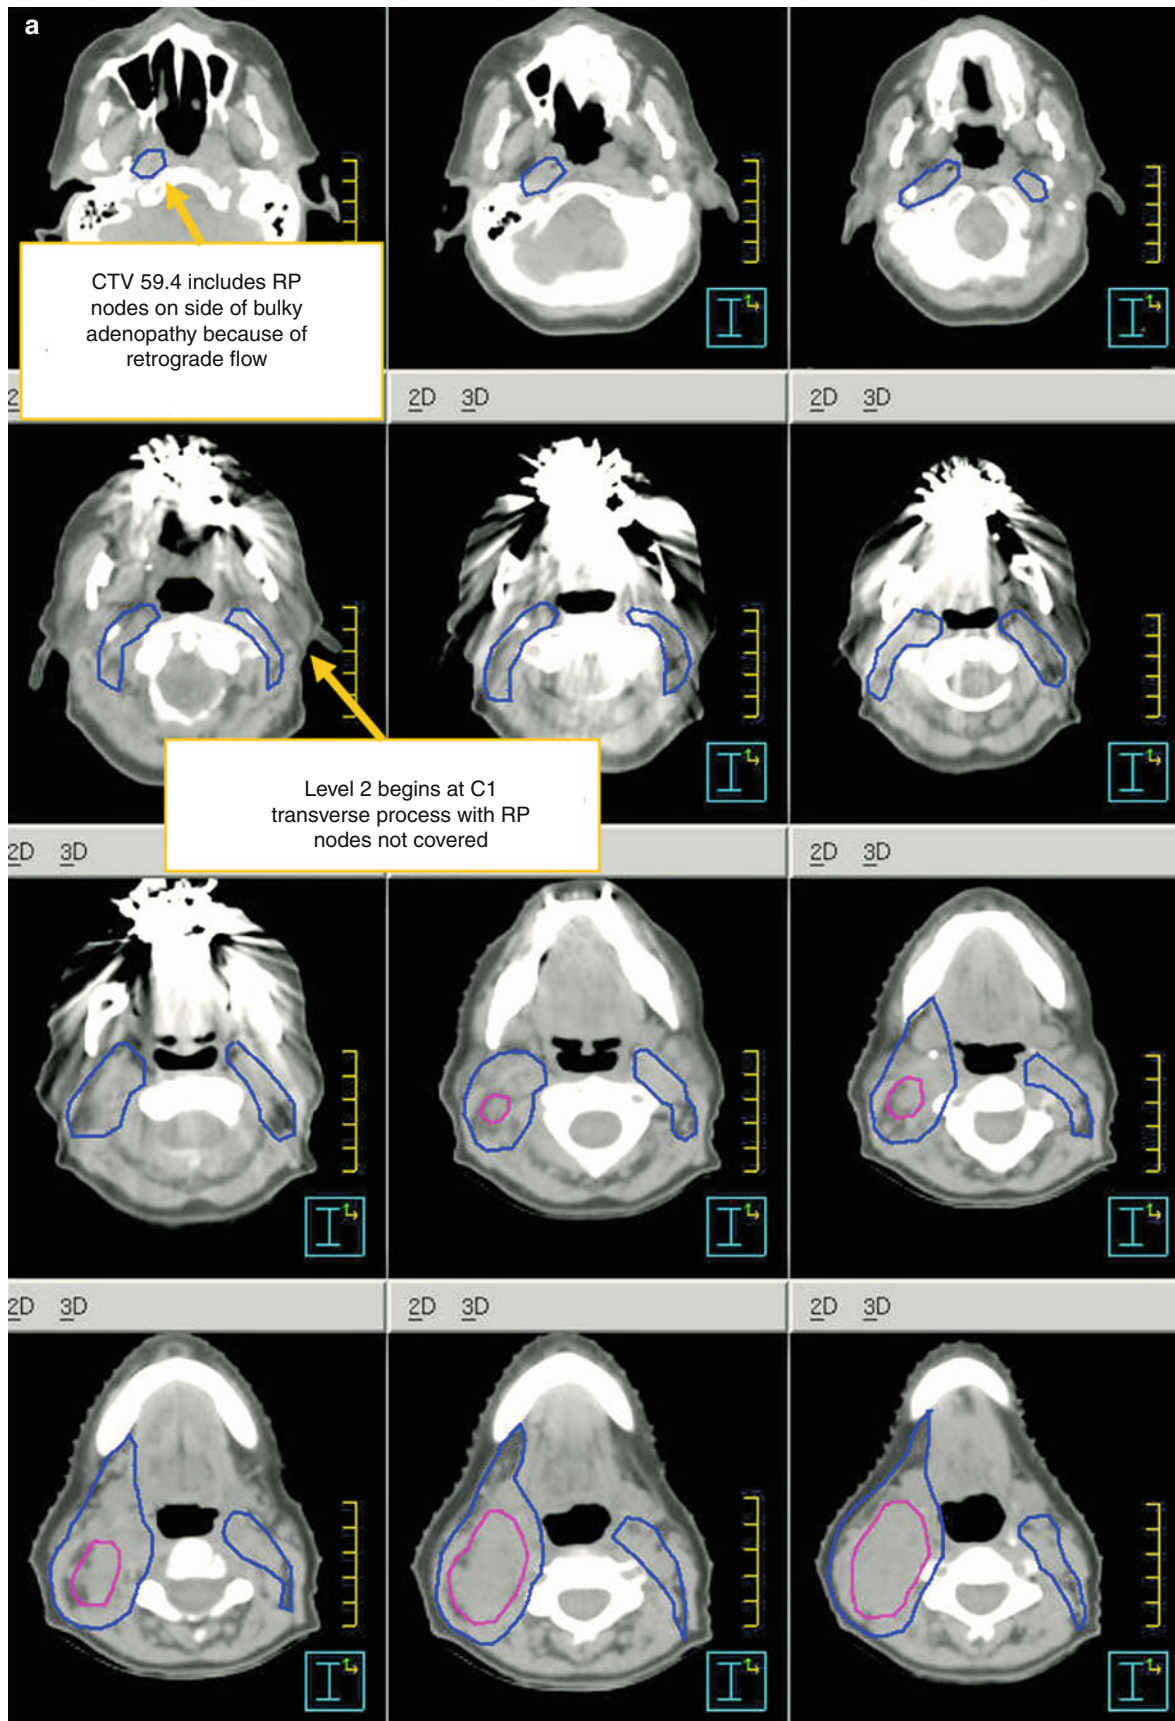 a
CTV 59.4 includes RP
nodes on side of bulky
adenopathy because of
retrograde flow
2
2D 3D
2D 3D
Level 2 begins at C1
transverse process with RP
nodes not covered
2D 3D
2D 3D
2D 3D
2D 3D
2D 3D